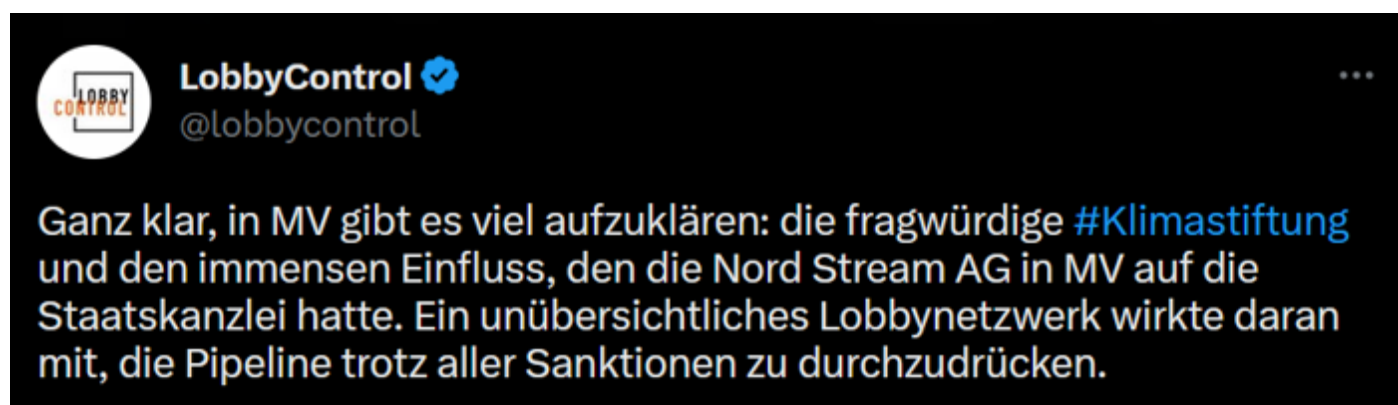 LOBBY
CONTROL
LobbyControl
@lobbycontrol
Ganz klar, in MV gibt es viel aufzuklären: die fragwürdige #Klimastiftung
und den immensen Einfluss, den die Nord Stream AG in MV auf die
Staatskanzlei hatte. Ein unübersichtliches Lobbynetzwerk wirkte daran
mit, die Pipeline trotz aller Sanktionen zu durchzudrücken.